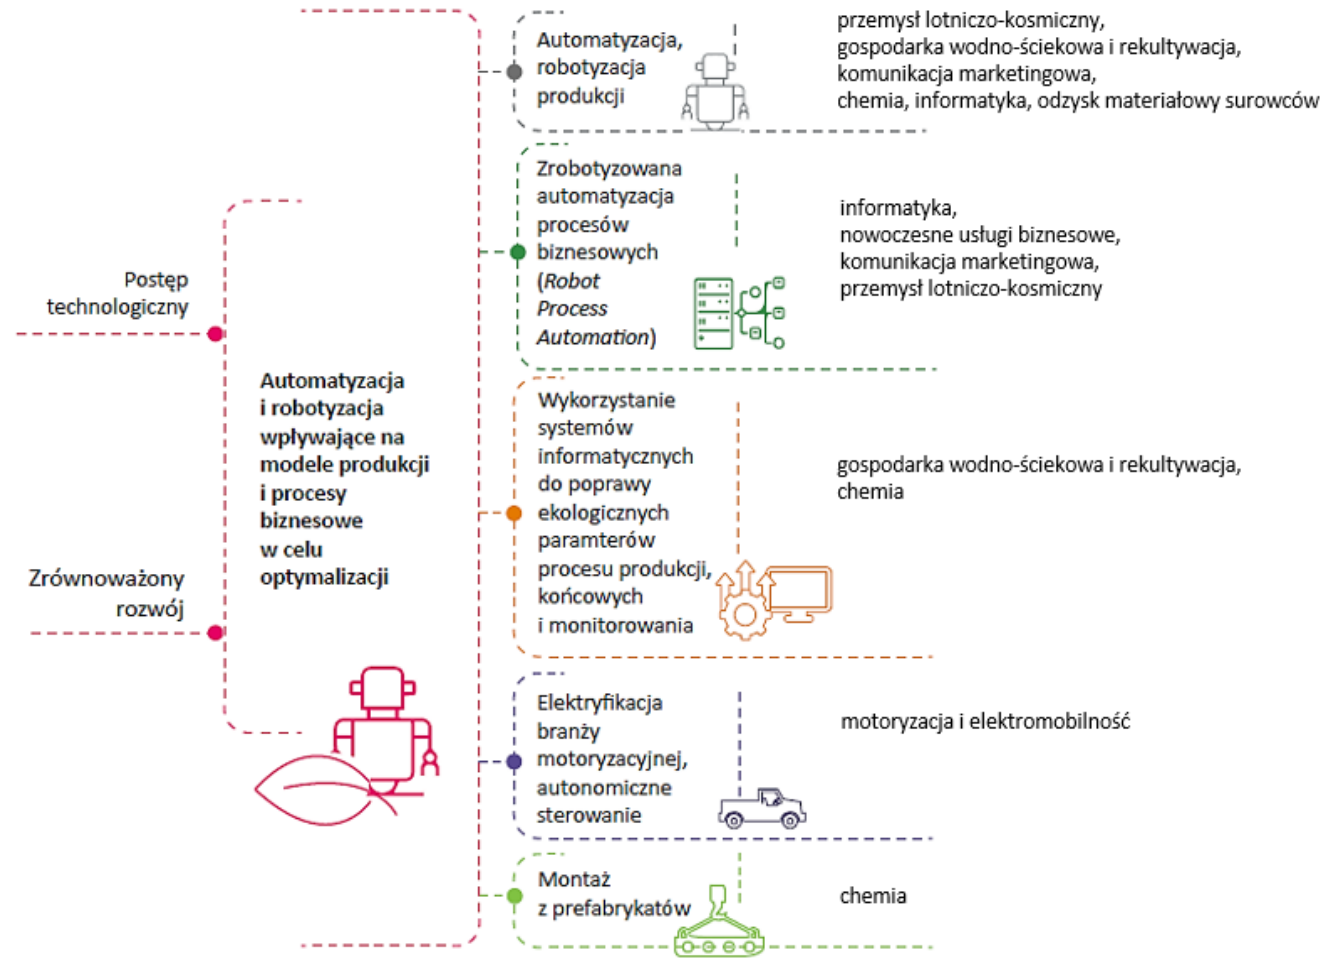 Postęp
technologiczny
Zrównoważony
rozwój
Automatyzacja
i robotyzacja
wpływające na
modele produkcji
i procesy
biznesowe
w celu
optymalizacji
Automatyzacja,
robotyzacja
produkcji
przemysł lotniczo-kosmiczny,
gospodarka wodno-ściekowa i rekultywacja,
komunikacja marketingowa,
chemia, informatyka, odzysk materiałowy surowców
Zrobotyzowana
automatyzacja
procesów
biznesowych
(Robot
Process
Automation)
informatyka,
nowoczesne usługi biznesowe,
komunikacja marketingowa,
przemysł lotniczo-kosmiczny
Wykorzystanie
systemów
informatycznych
do poprawy
ekologicznych
paramterów
procesu produkcji,
końcowych
i monitorowania
gospodarka wodno-ściekowa i rekultywacja,
chemia
Elektryfikacja
branży
motoryzacyjnej,
autonomiczne
sterowanie
motoryzacja i elektromobilność
Montaż
z prefabrykatów
chemia